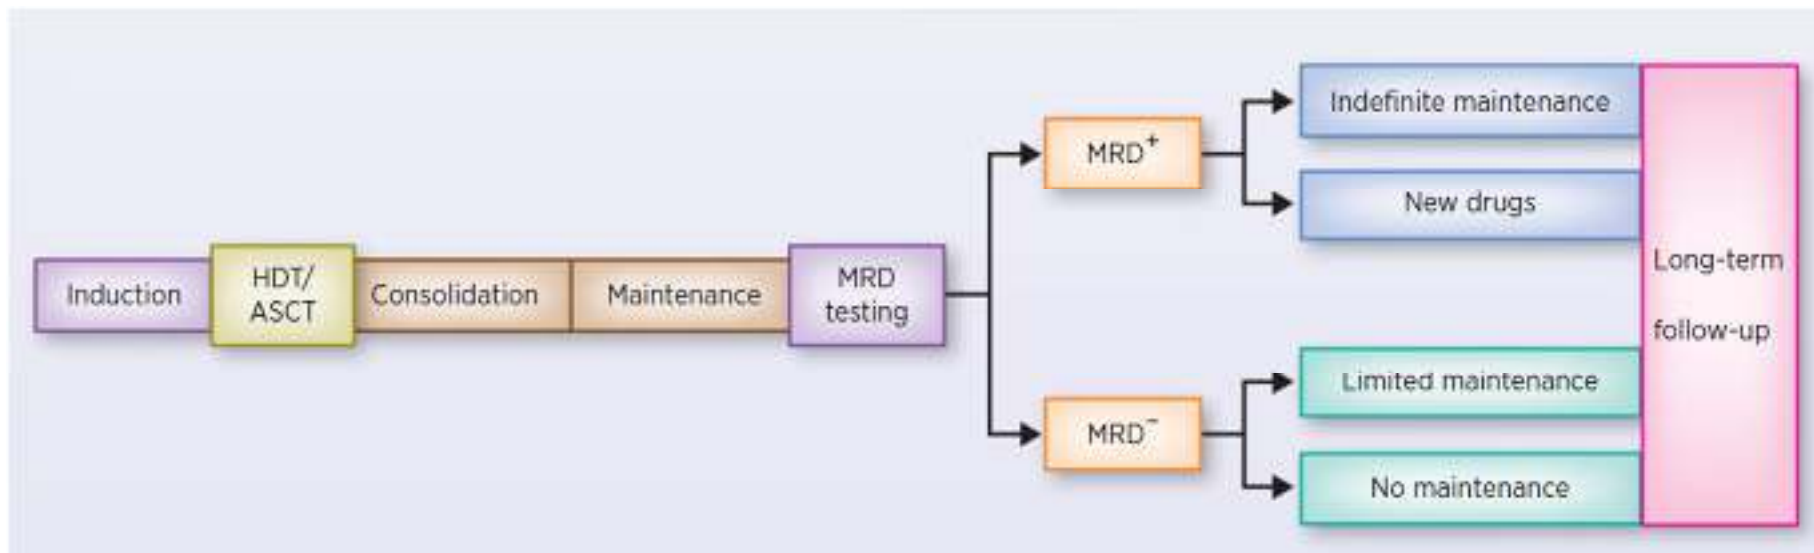 Induction
HDT/
ASCT
Consolidation
Maintenance
MRD
testing
MRD⁺
MRD⁻
Indefinite maintenance
New drugs
Limited maintenance
No maintenance
Long-term
follow-up